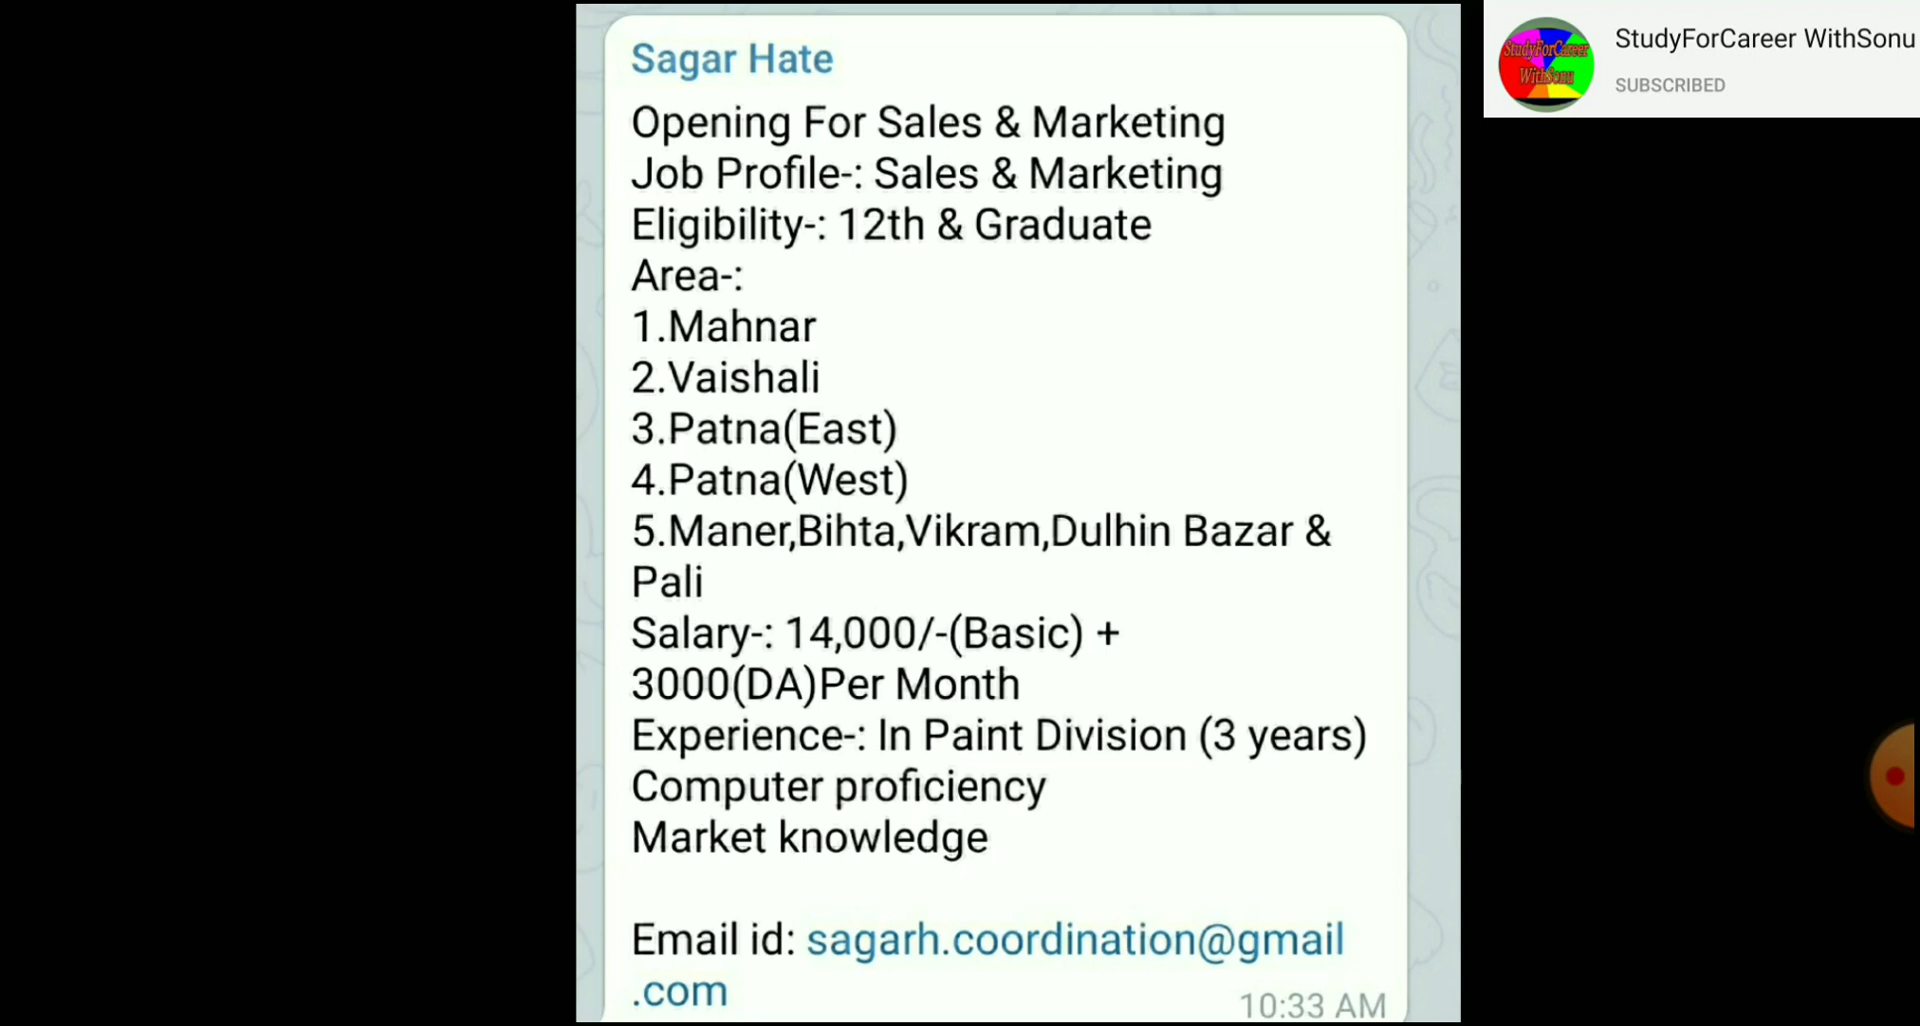 Sagar Hate
Opening For Sales & Marketing
Job Profile-: Sales & Marketing
Eligibility-: 12th & Graduate
Area-:
1.Mahnar
2.Vaishali
3.Patna(East)
4.Patna(West)
5.Maner,Bihta,Vikram,Dulhin Bazar &
Pali
Salary-: 14,000/-(Basic) +
3000(DA)Per Month
Experience-: In Paint Division (3 years)
Computer proficiency
Market knowledge
Email id: sagarh.coordination@gmail
.com
10:33 AM
StudyForCareer
WithSonu
StudyForCareer WithSonu
SUBSCRIBED